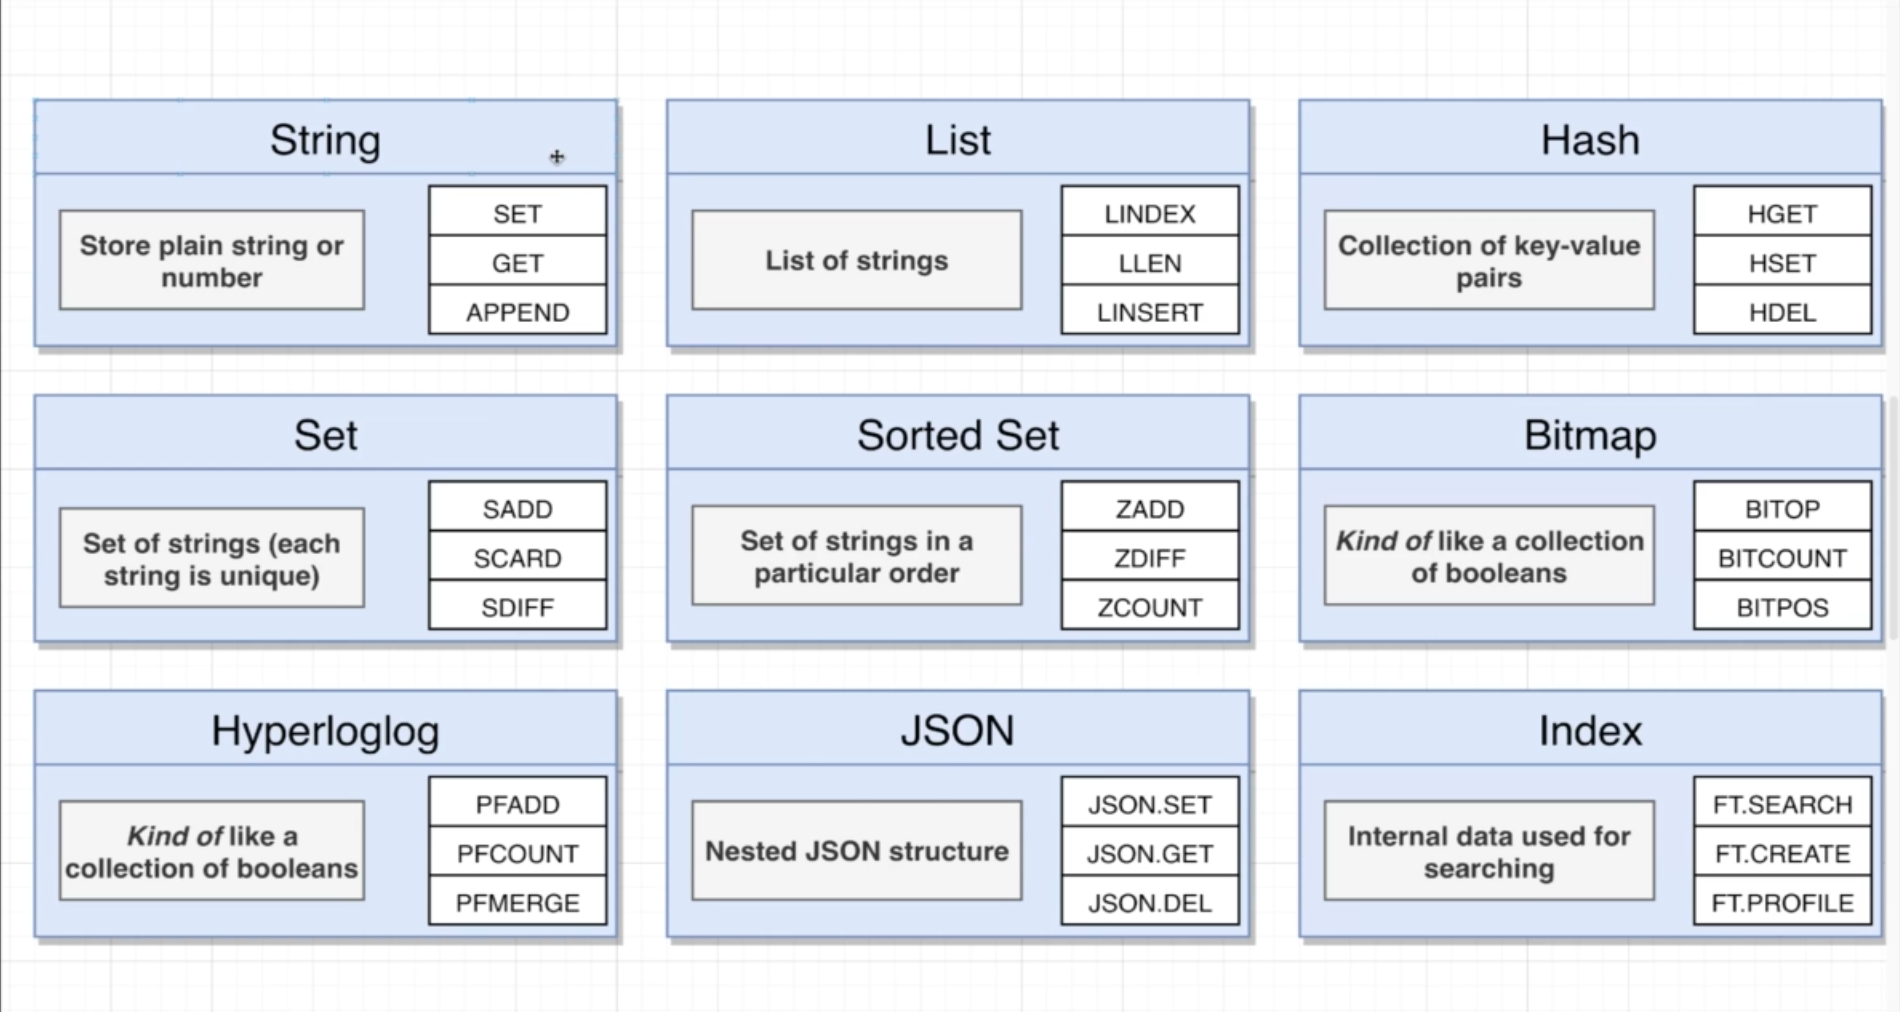 String
Store plain string or
number
SET
GET
APPEND
List
List of strings
LINDEX
LLEN
LINSERT
Hash
Collection of key-value
pairs
HGET
HSET
HDEL
Set
Set of strings (each
string is unique)
SADD
SCARD
SDIFF
Sorted Set
Set of strings in a
particular order
ZADD
ZDIFF
ZCOUNT
Bitmap
Kind of like a collection
of booleans
BITOP
BITCOUNT
BITPOS
Hyperloglog
Kind of like a
collection of booleans
PFADD
PFCOUNT
PFMERGE
JSON
Nested JSON structure
JSON.SET
JSON.GET
JSON.DEL
Index
Internal data used for
searching
FT.SEARCH
FT.CREATE
FT.PROFILE